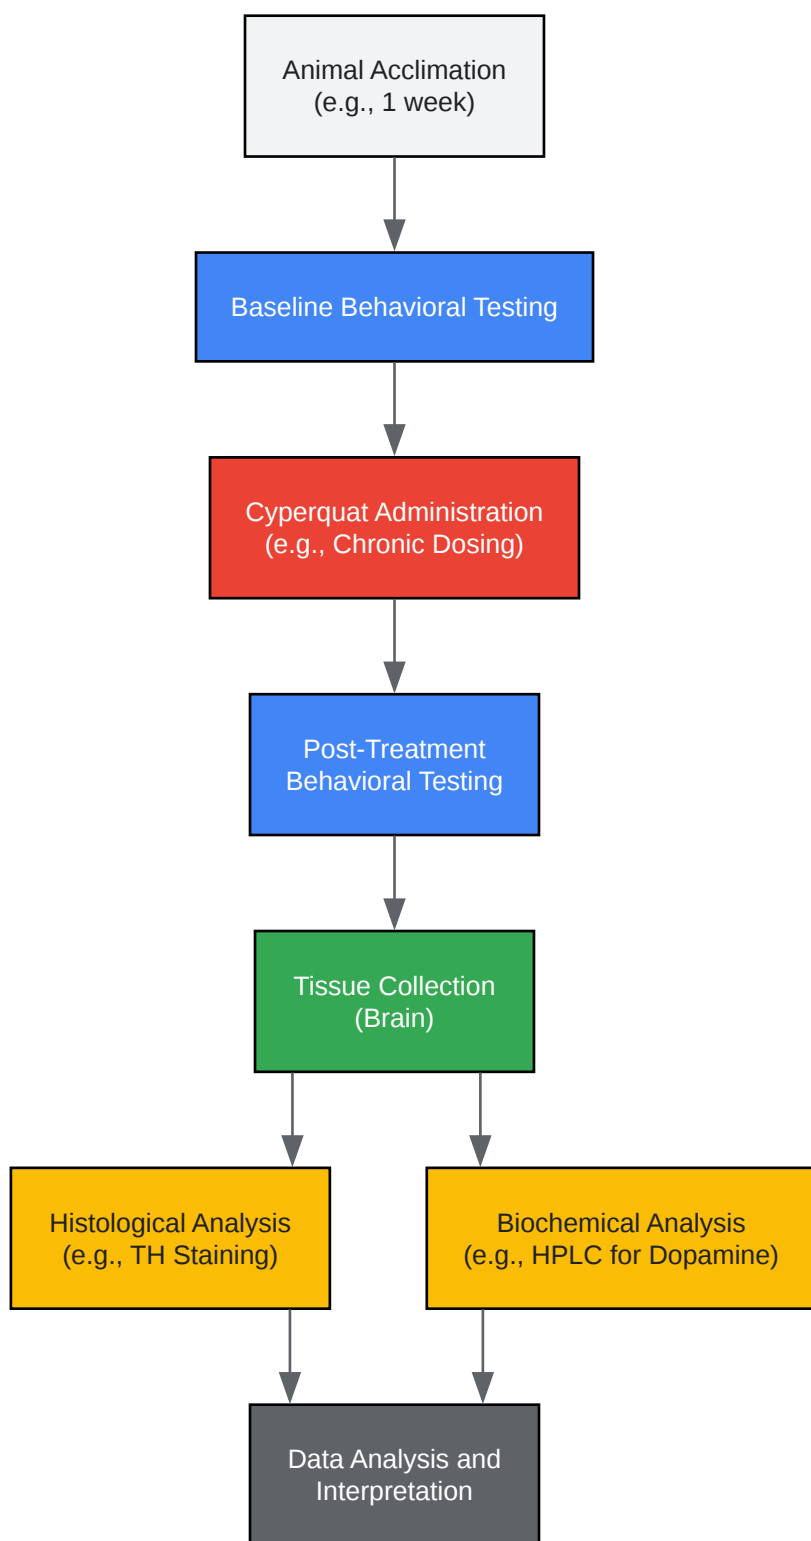 Animal Acclimation
(e.g., 1 week)
Baseline Behavioral Testing
Cyperquat Administration
(e.g., Chronic Dosing)
Post-Treatment
Behavioral Testing
Tissue Collection
(Brain)
Histological Analysis
(e.g., TH Staining)
Biochemical Analysis
(e.g., HPLC for Dopamine)
Data Analysis and
Interpretation